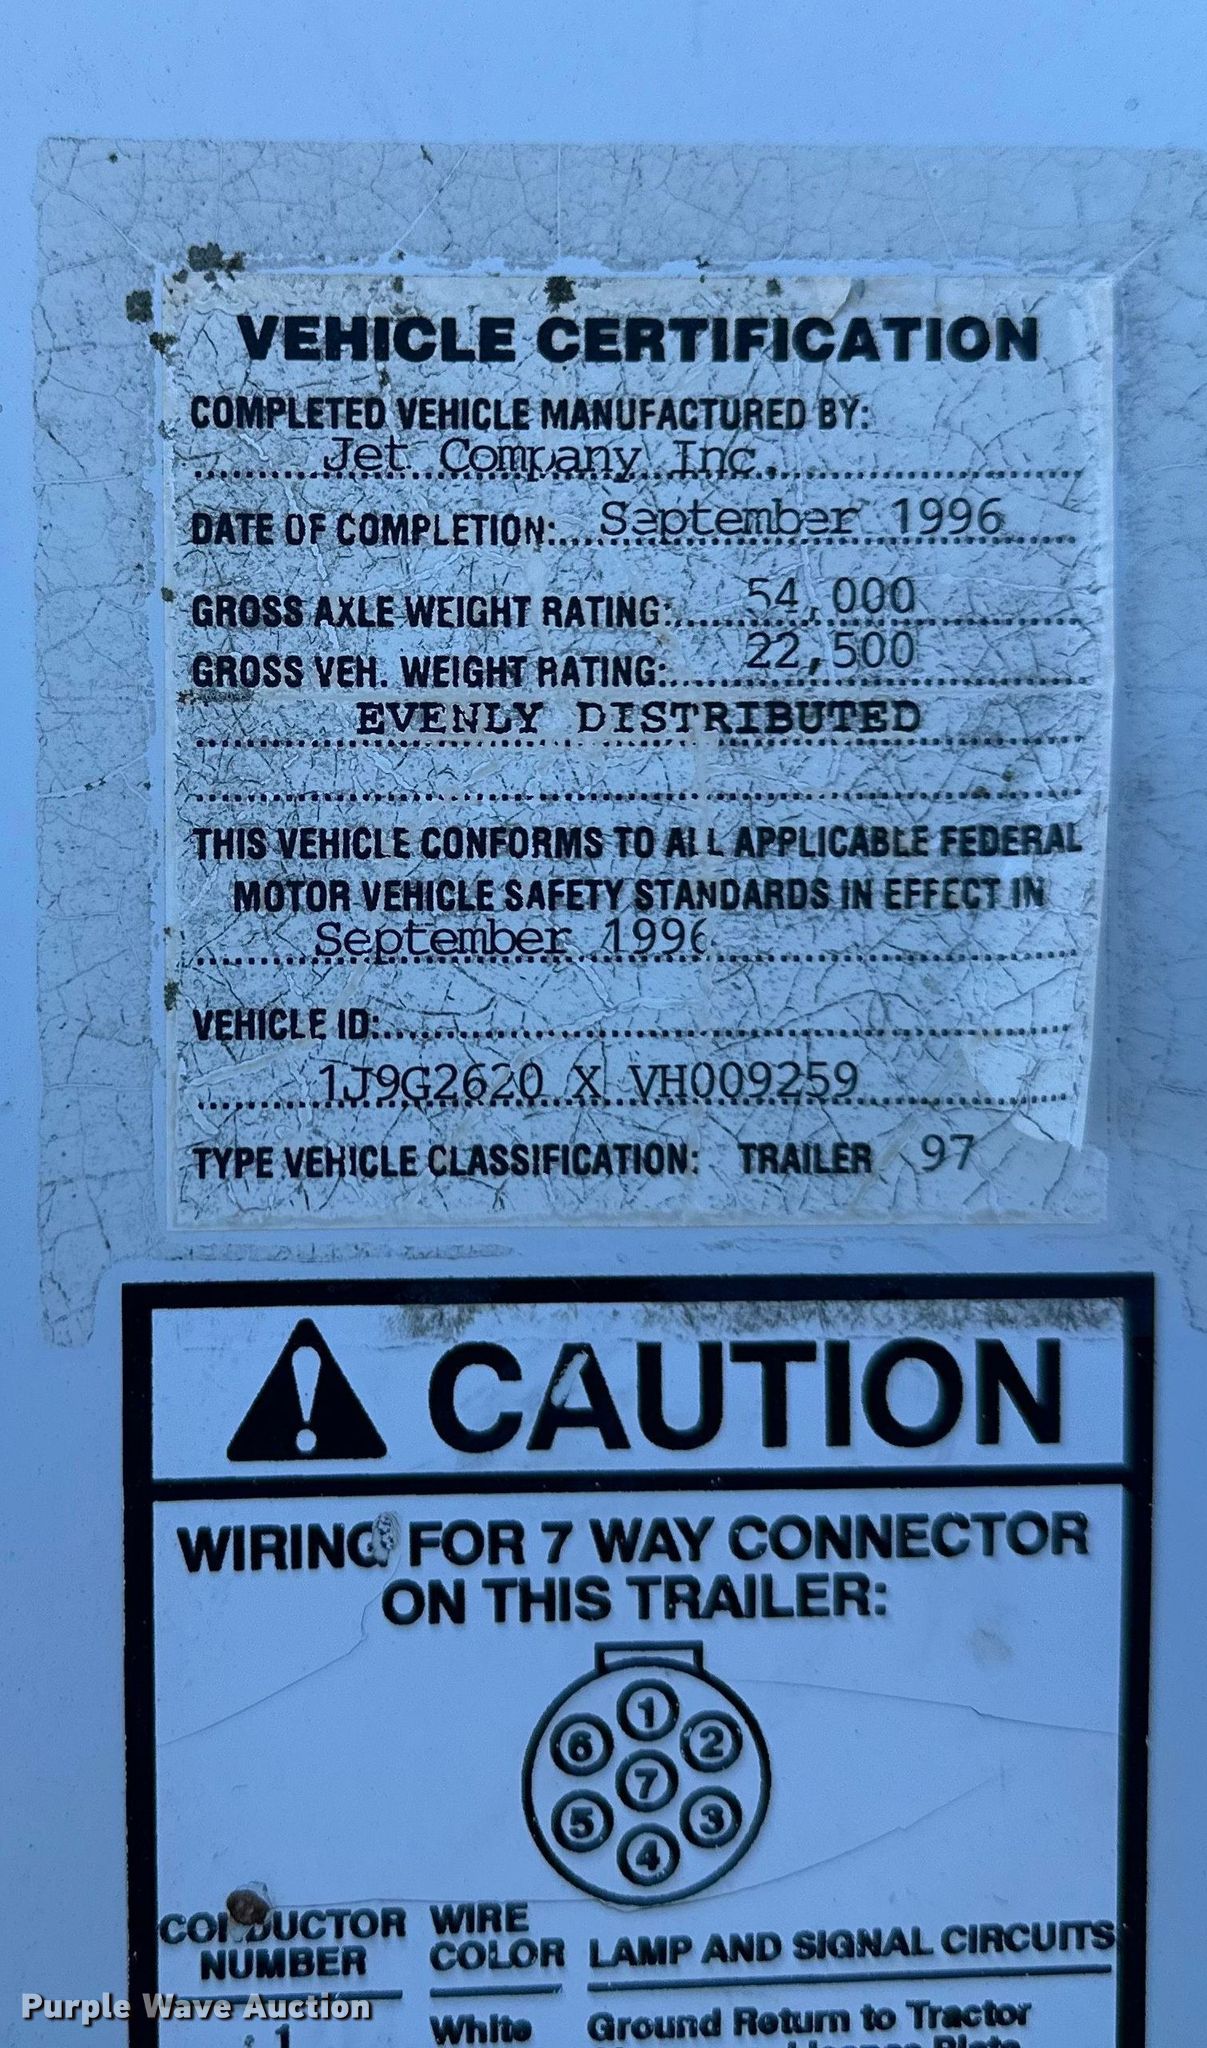 VEHICLE CERTIFICATION
COMPLETED VEHICLE MANUFACTURED BY:
Jet Company Inc.
DATE OF COMPLETION: September 1996
GROSS AXLE WEIGHT RATING: 54,000
GROSS VEH. WEIGHT RATING: 22,500
EVENLY DISTRIBUTED
THIS VEHICLE CONFORMS TO ALL APPLICABLE FEDERAL
MOTOR VEHICLE SAFETY STANDARDS IN EFFECT IN
September 1996
VEHICLE ID:
1J9G2620 X VH009259
TYPE VEHICLE CLASSIFICATION: TRAILER 97
CAUTION
WIRING FOR 7 WAY CONNECTOR
ON THIS TRAILER:
1
6 2
7
5 3
4
CONDUCTOR NUMBER
WIRE COLOR
LAMP AND SIGNAL CIRCUITS
1 White Ground Return to Tractor
License Plate
Purple Wave Auction